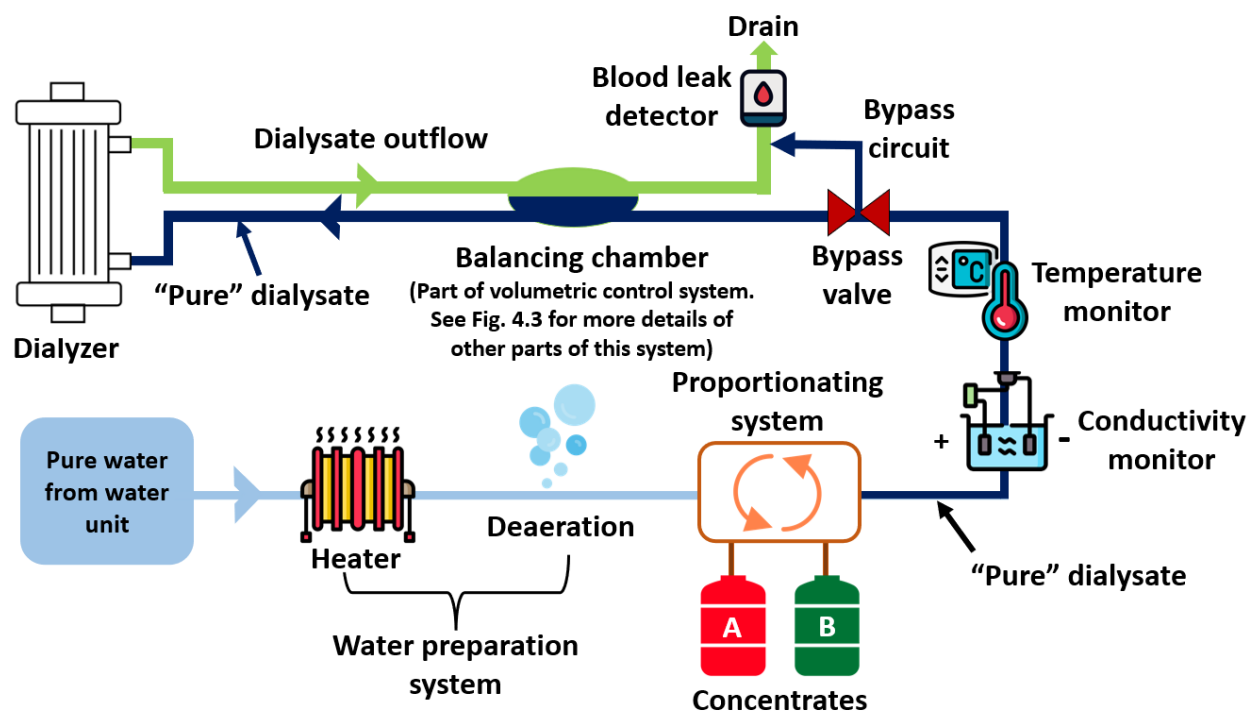 Drain
Blood leak
detector
Bypass
circuit
Dialysate outflow
Balancing chamber
(Part of volumetric control system.
See Fig. 4.3 for more details of
other parts of this system)
Bypass
valve
°C
Temperature
monitor
“Pure” dialysate
Dialyzer
Proportionating
system
+
-
Conductivity
monitor
Pure water
from water
unit
Heater
Deaeration
“Pure” dialysate
Water preparation
system
A
B
Concentrates